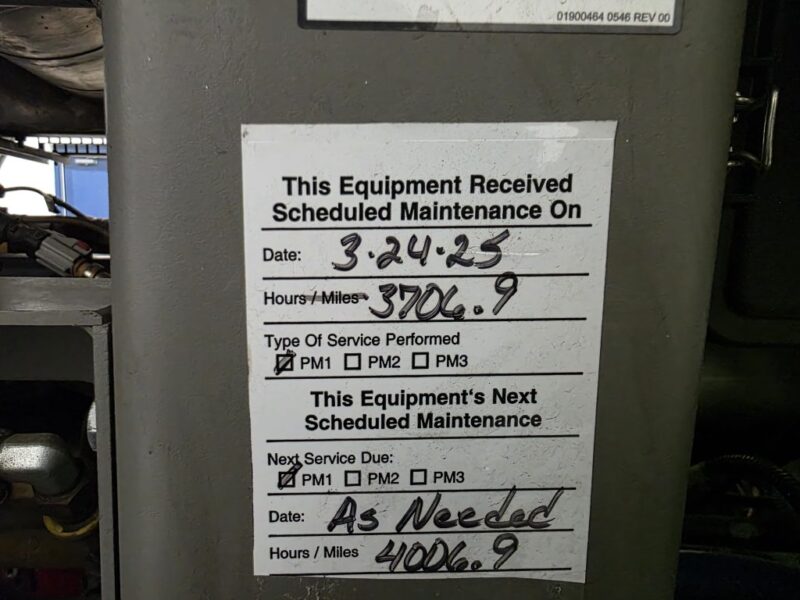 01900464 0546 REV 00
This Equipment Received
Scheduled Maintenance On
Date: 3·24·25
Hours / Miles 3706.9
Type Of Service Performed
PM1 PM2 PM3
This Equipment's Next
Scheduled Maintenance
Next Service Due:
PM1 PM2 PM3
Date: As Needed
Hours / Miles 4006.9